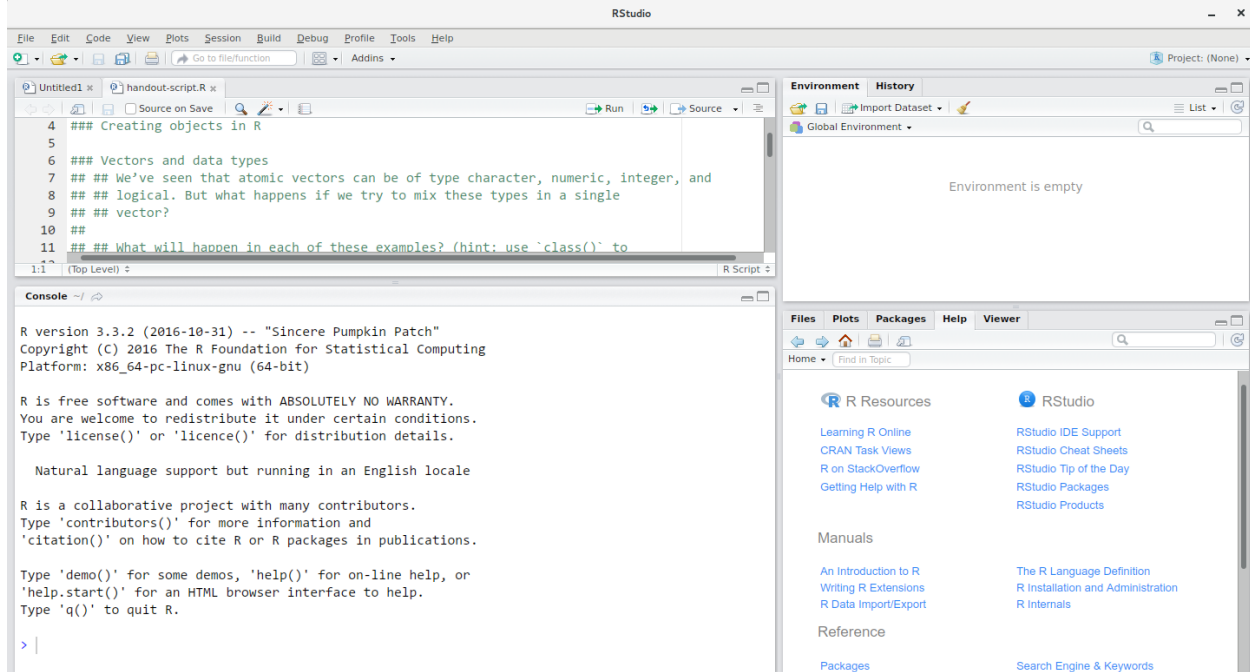 RStudio
File Edit Code View Plots Session Build Debug Profile Tools Help
Go to file/function Addins
Project: (None)
Untitled1 handout-script.R
Source on Save Run Source
4 ### Creating objects in R
5
6 ### Vectors and data types
7 ## ## We’ve seen that atomic vectors can be of type character, numeric, integer, and
8 ## ## logical. But what happens if we try to mix these types in a single
9 ## ## vector?
10 ##
11 ## ## What will happen in each of these examples? (hint: use `class()` to
1:1 (Top Level) R Script
Console ~/
R version 3.3.2 (2016-10-31) -- "Sincere Pumpkin Patch"
Copyright (C) 2016 The R Foundation for Statistical Computing
Platform: x86_64-pc-linux-gnu (64-bit)
R is free software and comes with ABSOLUTELY NO WARRANTY.
You are welcome to redistribute it under certain conditions.
Type 'license()' or 'licence()' for distribution details.
Natural language support but running in an English locale
R is a collaborative project with many contributors.
Type 'contributors()' for more information and
'citation()' on how to cite R or R packages in publications.
Type 'demo()' for some demos, 'help()' for on-line help, or
'help.start()' for an HTML browser interface to help.
Type 'q()' to quit R.
>
Environment History
Import Dataset List
Global Environment
Environment is empty
Files Plots Packages Help Viewer
Home Find in Topic
R Resources
Learning R Online
CRAN Task Views
R on StackOverflow
Getting Help with R
RStudio
RStudio IDE Support
RStudio Cheat Sheets
RStudio Tip of the Day
RStudio Packages
RStudio Products
Manuals
An Introduction to R
Writing R Extensions
R Data Import/Export
The R Language Definition
R Installation and Administration
R Internals
Reference
Packages
Search Engine & Keywords